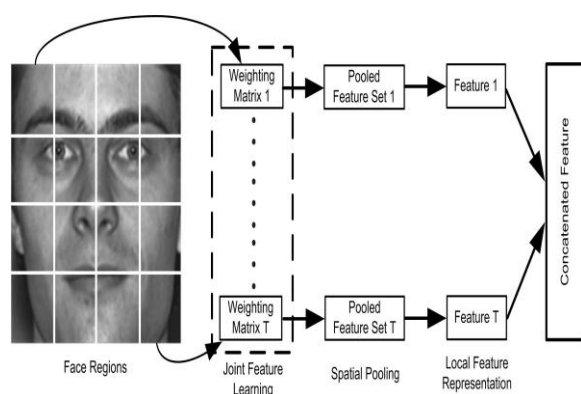 Weighting
Matrix 1
Pooled
Feature Set 1
Feature 1
Concatenated Feature
Weighting
Matrix T
Pooled
Feature Set T
Feature T
Face Regions
Joint Feature
Learning
Spatial Pooling
Local Feature
Representation